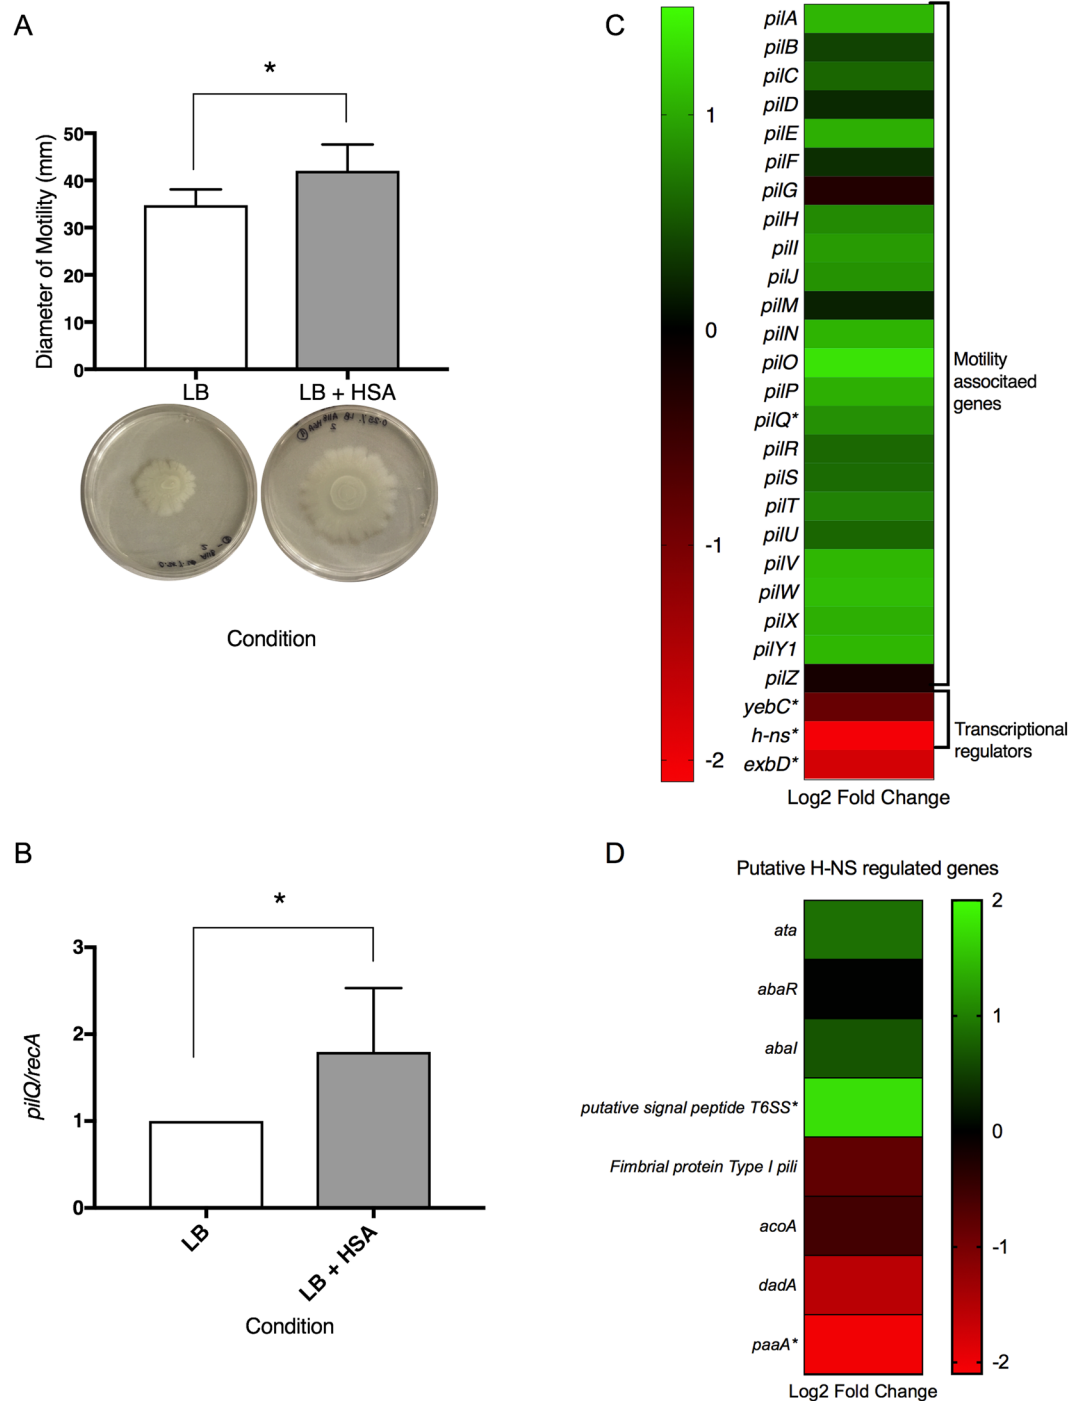 A
*
Diameter of Motility (mm)
50
40
30
20
10
0
LB
LB + HSA
Condition
B
*
pilQ/recA
3
2
1
0
LB
LB + HSA
Condition
C
1
0
-1
-2
pilA
pilB
pilC
pilD
pilE
pilF
pilG
pilH
pilI
pilJ
pilM
pilN
pilO
pilP
pilQ*
pilR
pilS
pilT
pilU
pilV
pilW
pilX
pilY1
pilZ
yebC*
h-ns*
exbD*
Log2 Fold Change
Motility
associtaed
genes
Transcriptional
regulators
D
Putative H-NS regulated genes
ata
abaR
abaI
putative signal peptide T6SS*
Fimbrial protein Type I pili
acoA
dadA
paaA*
Log2 Fold Change
2
1
0
-1
-2